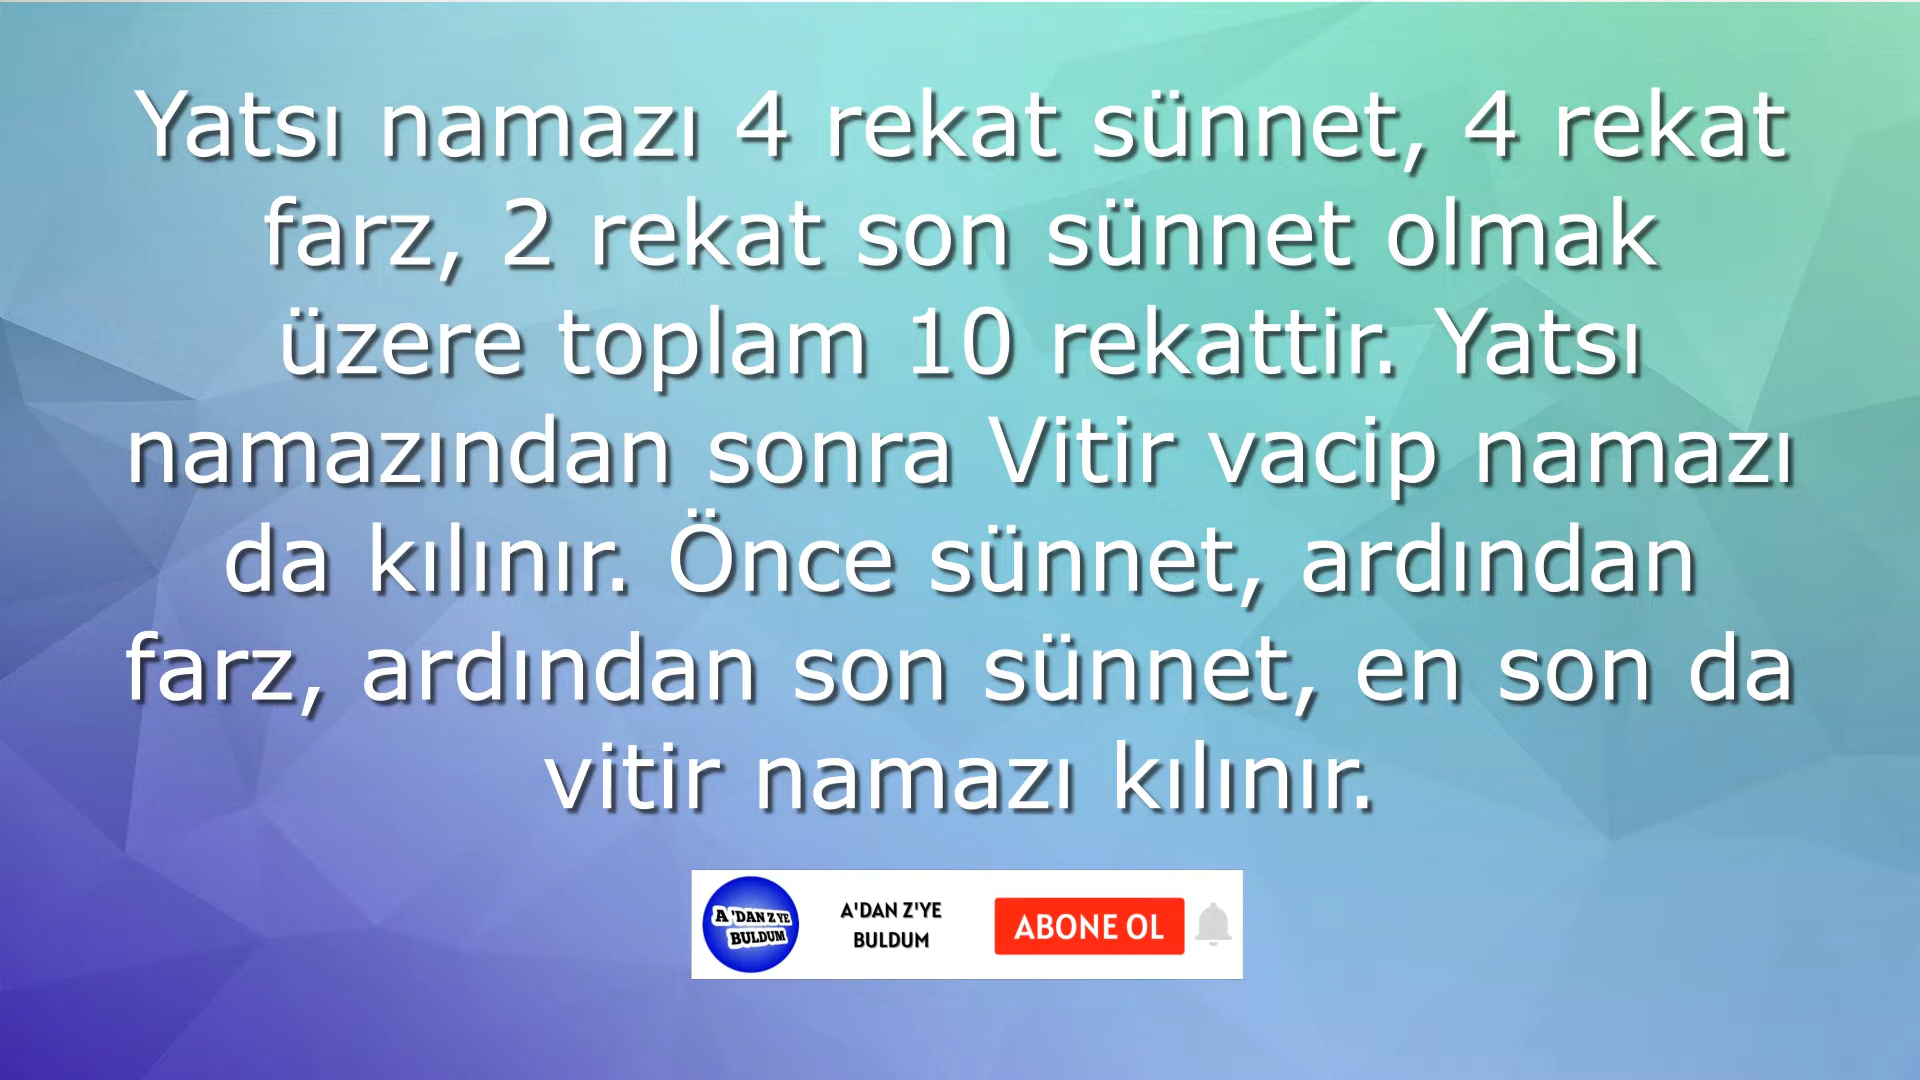 Yatsı namazı 4 rekat sünnet, 4 rekat
farz, 2 rekat son sünnet olmak
üzere toplam 10 rekattir. Yatsı
namazından sonra Vitir vacip namazı
da kılınır. Önce sünnet, ardından
farz, ardından son sünnet, en son da
vitir namazı kılınır.
A'DAN Z YE
BULDUM
A'DAN Z'YE
BULDUM
ABONE OL